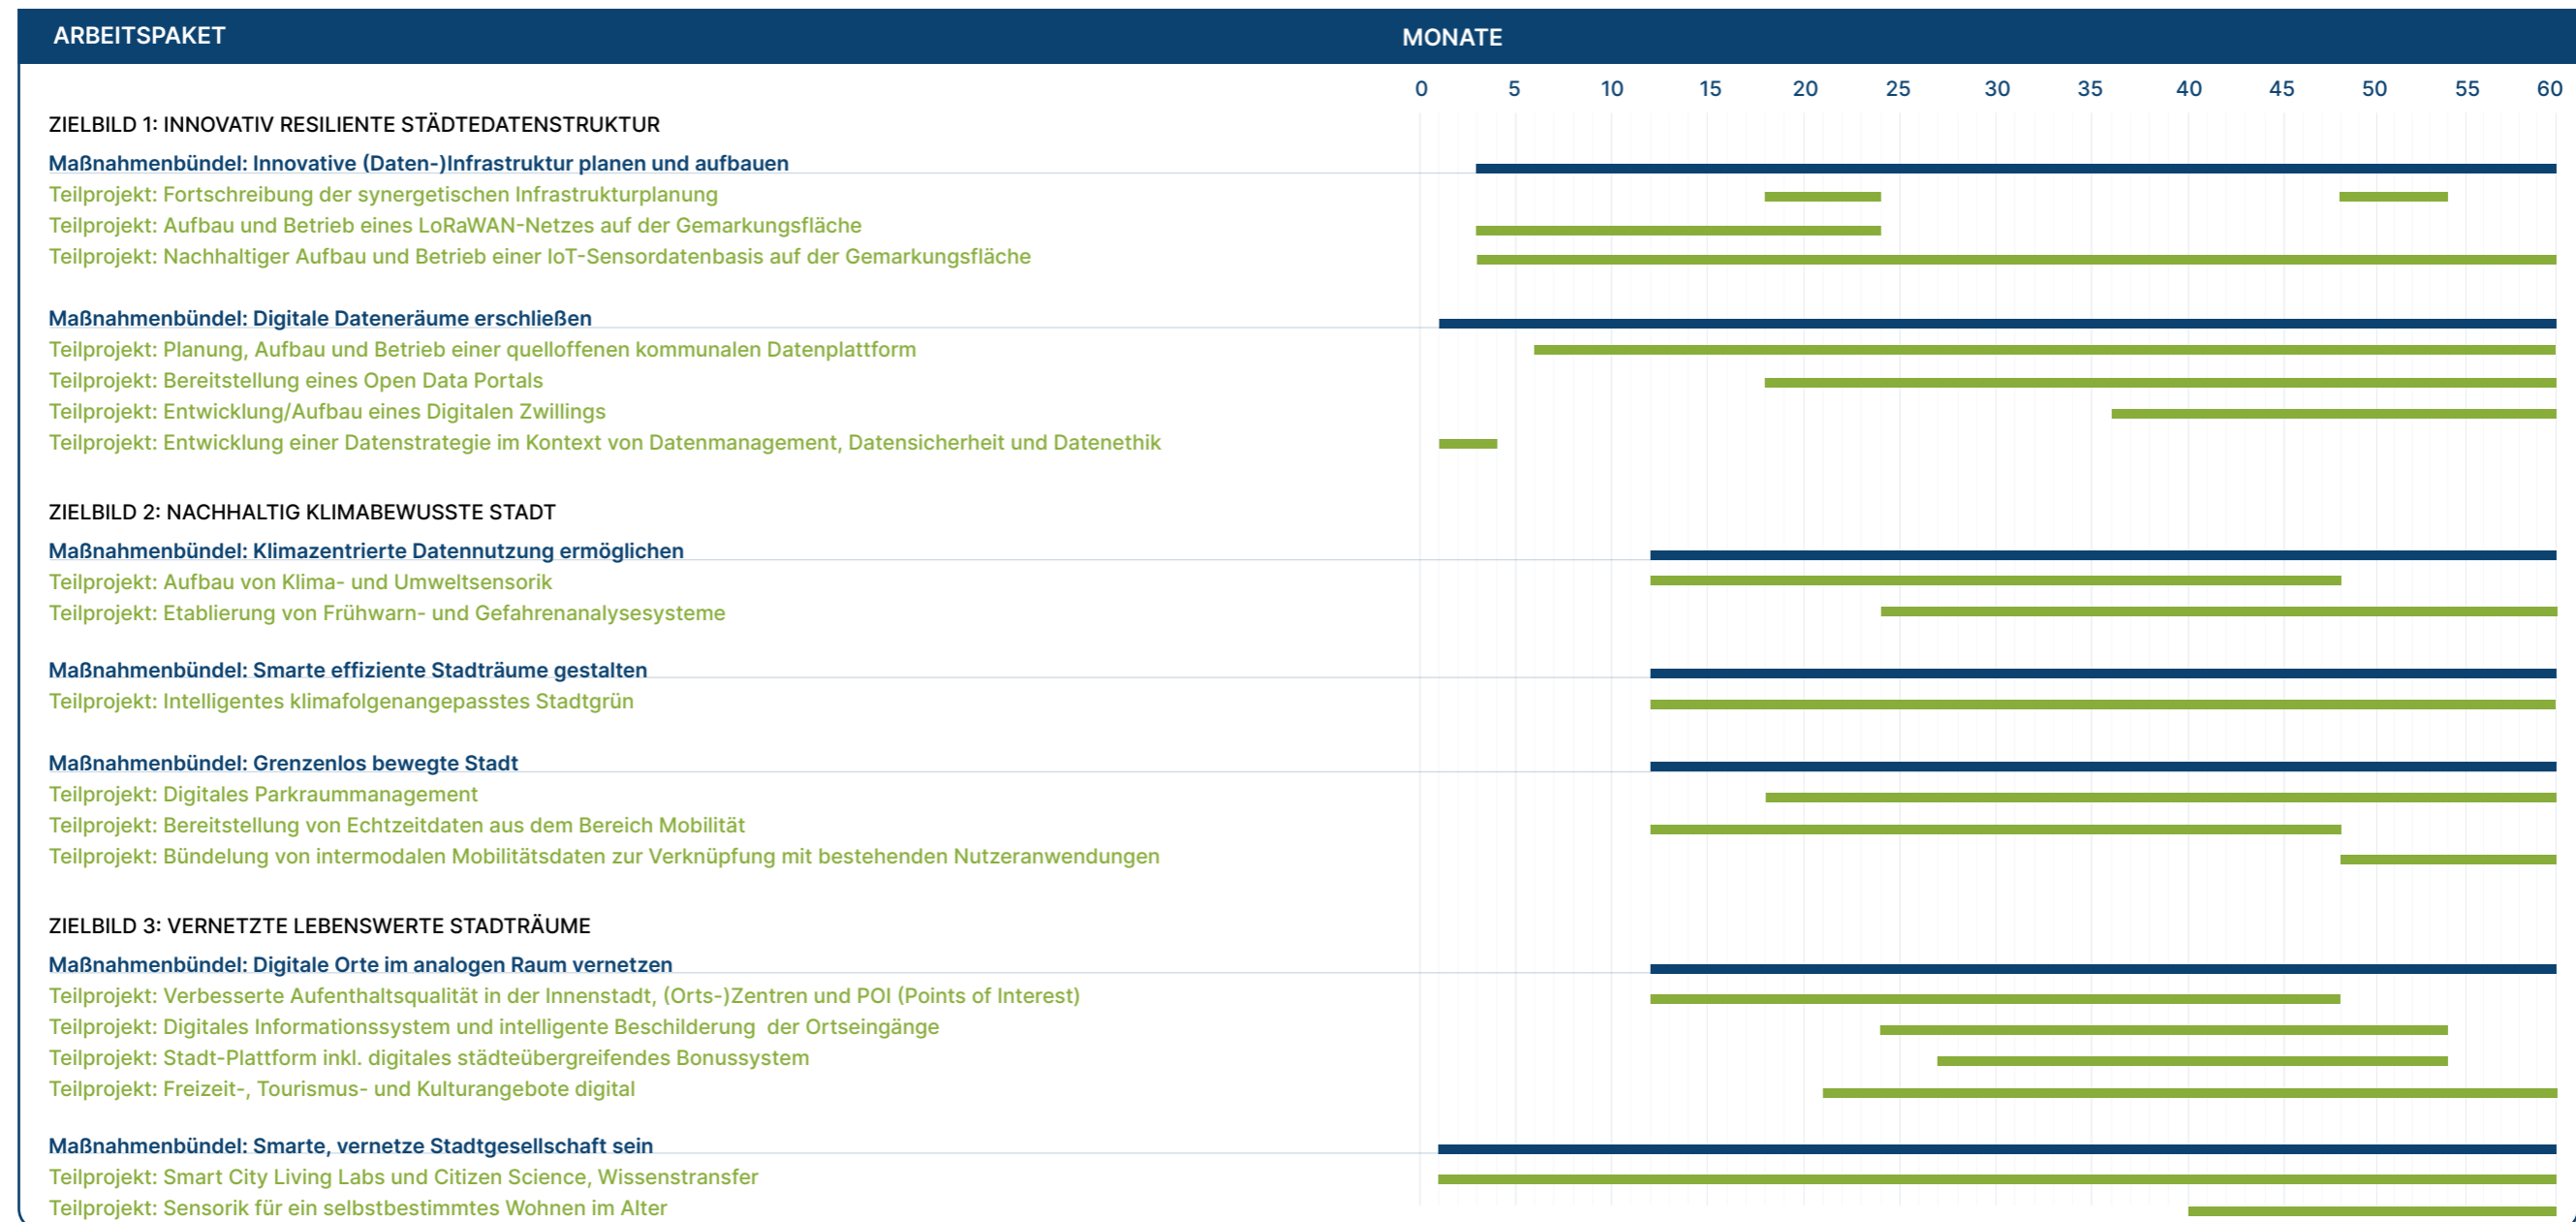 ARBEITSPAKET MONATE
0 5 10 15 20 25 30 35 40 45 50 55 60
ZIELBILD 1: INNOVATIV RESILIENTE STÄDTEDATENSTRUKTUR
Maßnahmenbündel: Innovative (Daten-)Infrastruktur planen und aufbauen
Teilprojekt: Fortschreibung der synergetischen Infrastrukturplanung
Teilprojekt: Aufbau und Betrieb eines LoRaWAN-Netzes auf der Gemarkungsfläche
Teilprojekt: Nachhaltiger Aufbau und Betrieb einer IoT-Sensordatenbasis auf der Gemarkungsfläche
Maßnahmenbündel: Digitale Dateneräume erschließen
Teilprojekt: Planung, Aufbau und Betrieb einer quelloffenen kommunalen Datenplattform
Teilprojekt: Bereitstellung eines Open Data Portals
Teilprojekt: Entwicklung/Aufbau eines Digitalen Zwillings
Teilprojekt: Entwicklung einer Datenstrategie im Kontext von Datenmanagement, Datensicherheit und Datenethik
ZIELBILD 2: NACHHALTIG KLIMABEWUSSTE STADT
Maßnahmenbündel: Klimazentrierte Datennutzung ermöglichen
Teilprojekt: Aufbau von Klima- und Umweltsensorik
Teilprojekt: Etablierung von Frühwarn- und Gefahrenanalysesysteme
Maßnahmenbündel: Smarte effiziente Stadträume gestalten
Teilprojekt: Intelligentes klimafolgenangepasstes Stadtgrün
Maßnahmenbündel: Grenzenlos bewegte Stadt
Teilprojekt: Digitales Parkraummanagement
Teilprojekt: Bereitstellung von Echtzeitdaten aus dem Bereich Mobilität
Teilprojekt: Bündelung von intermodalen Mobilitätsdaten zur Verknüpfung mit bestehenden Nutzeranwendungen
ZIELBILD 3: VERNETZTE LEBENSWERTE STADTRÄUME
Maßnahmenbündel: Digitale Orte im analogen Raum vernetzen
Teilprojekt: Verbesserte Aufenthaltsqualität in der Innenstadt, (Orts-)Zentren und POI (Points of Interest)
Teilprojekt: Digitales Informationssystem und intelligente Beschilderung der Ortseingänge
Teilprojekt: Stadt-Plattform inkl. digitales städteübergreifendes Bonussystem
Teilprojekt: Freizeit-, Tourismus- und Kulturangebote digital
Maßnahmenbündel: Smarte, vernetze Stadtgesellschaft sein
Teilprojekt: Smart City Living Labs und Citizen Science, Wissenstransfer
Teilprojekt: Sensorik für ein selbstbestimmtes Wohnen im Alter